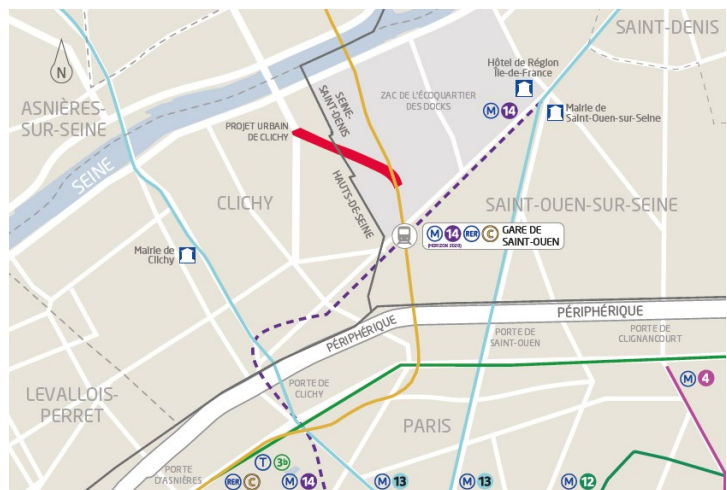 SAINT-DENIS
N
ASNIÈRES-
SUR-SEINE
Hôtel de Région
Île-de-France
ZAC DE L'ÉCOQUARTIER
DES DOCKS
M 14
Mairie de
Saint-Ouen-sur-Seine
SEINE-
SAINT-DENIS
PROJET URBAIN
DE CLICHY
SEINE
HAUTS-DE-SEINE
CLICHY
SAINT-OUEN-SUR-SEINE
M 14 RER C GARE DE
SAINT-OUEN
Mairie de
Clichy
PÉRIPHÉRIQUE
PÉRIPHÉRIQUE
PORTE DE
SAINT-OUEN
PORTE DE
CLIGNANCOURT
PORTE DE
CLICHY
LEVALLOIS-
PERRET
M 4
PARIS
PORTE
D'ASNIÈRES
T 3b
RER C
M 14
M 13
M 13
M 12